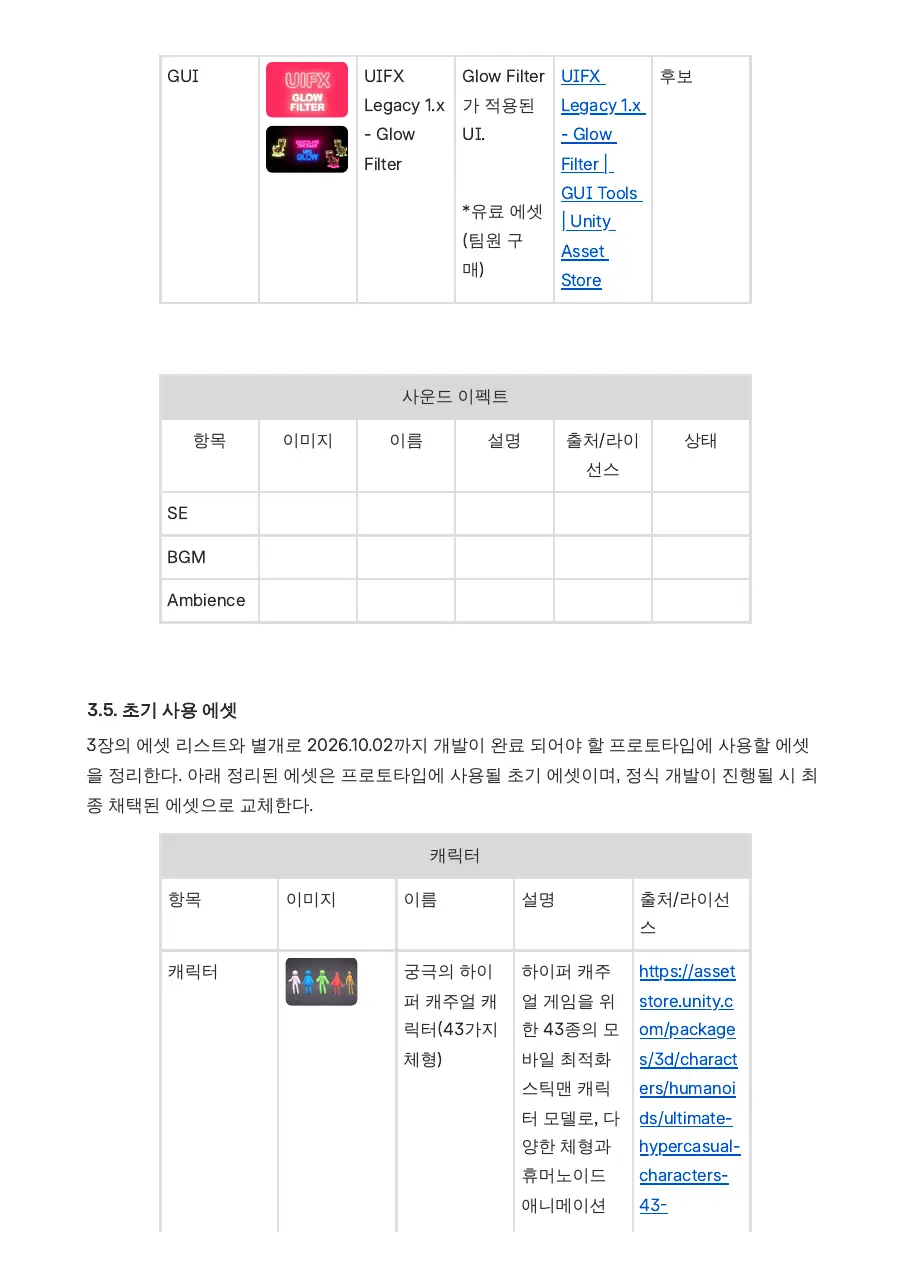 GUI
UIFX
GLOW
FILTER
GLOW
UIFX
Legacy 1.x
- Glow
Filter
Glow Filter
가 적용된
UI.
*유료 에셋
(팀원 구
매)
UIFX
Legacy 1.x
- Glow
Filter |
GUI Tools
| Unity
Asset
Store
후보
사운드 이펙트
항목
이미지
이름
설명
출처/라이
선스
상태
SE
BGM
Ambience
3.5. 초기 사용 에셋
3장의 에셋 리스트와 별개로 2026.10.02까지 개발이 완료 되어야 할 프로토타입에 사용할 에셋
을 정리한다. 아래 정리된 에셋은 프로토타입에 사용될 초기 에셋이며, 정식 개발이 진행될 시 최
종 채택된 에셋으로 교체한다.
캐릭터
항목
이미지
이름
설명
출처/라이선
스
캐릭터
궁극의 하이
퍼 캐주얼 캐
릭터(43가지
체형)
하이퍼 캐주
얼 게임을 위
한 43종의 모
바일 최적화
스틱맨 캐릭
터 모델로, 다
양한 체형과
휴머노이드
애니메이션
https://asset
store.unity.c
om/package
s/3d/charact
ers/humanoi
ds/ultimate-
hypercasual-
characters-
43-